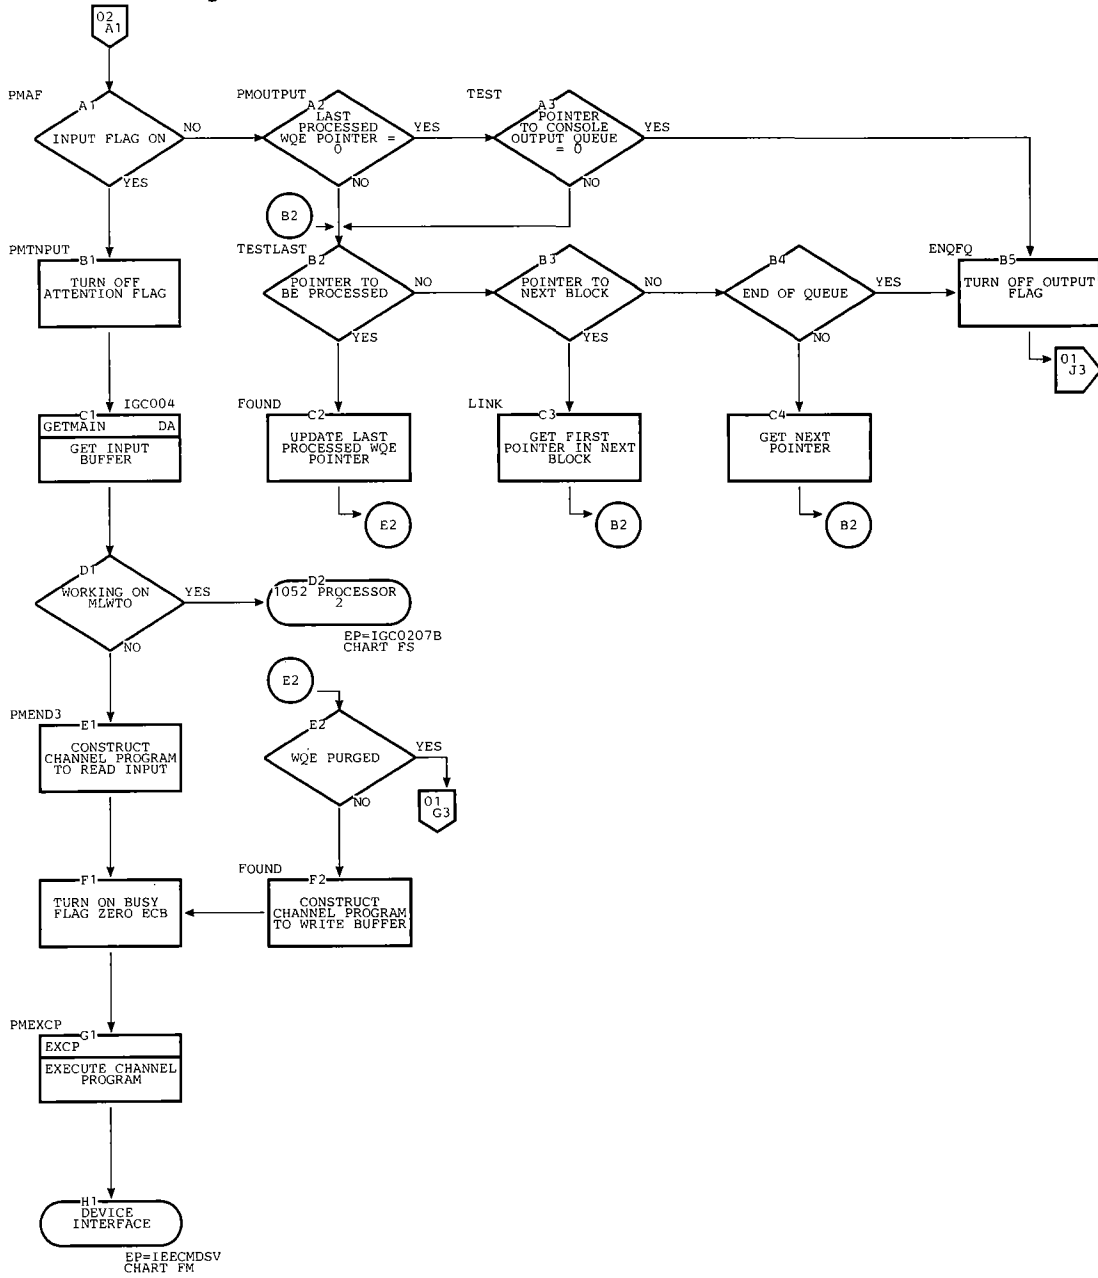 02
A1
PMAF
A1
INPUT FLAG ON
NO
YES
PMOUTPUT
A2
LAST
PROCESSED
WQE POINTER =
0
YES
NO
TEST
A3
POINTER
TO CONSOLE
OUTPUT QUEUE
= 0
YES
NO
B2
PMTNPUT
B1
TURN OFF
ATTENTION FLAG
TESTLAST
B2
POINTER TO
BE PROCESSED
NO
YES
B3
POINTER TO
NEXT BLOCK
NO
YES
B4
END OF QUEUE
YES
NO
ENQFQ
B5
TURN OFF OUTPUT
FLAG
01
J3
IGC004
C1
GETMAIN DA
GET INPUT
BUFFER
FOUND
C2
UPDATE LAST
PROCESSED WQE
POINTER
E2
LINK
C3
GET FIRST
POINTER IN NEXT
BLOCK
B2
C4
GET NEXT
POINTER
B2
D1
WORKING ON
MLWTO
YES
NO
D2
1052 PROCESSOR
2
EP=IGC0207B
CHART FS
E2
PMEND3
E1
CONSTRUCT
CHANNEL PROGRAM
TO READ INPUT
E2
WQE PURGED
YES
NO
01
G3
F1
TURN ON BUSY
FLAG ZERO ECB
FOUND
F2
CONSTRUCT
CHANNEL PROGRAM
TO WRITE BUFFER
PMEXCP
G1
EXCP
EXECUTE CHANNEL
PROGRAM
H1
DEVICE
INTERFACE
EP=IEECMDSV
CHART FM